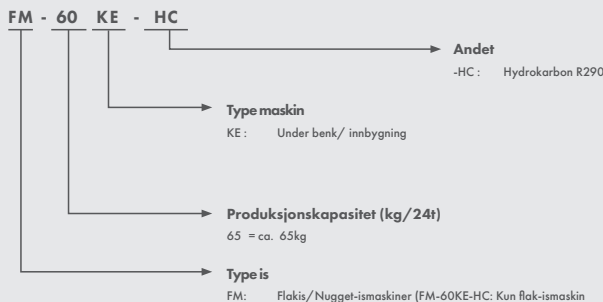 FM - 60 KE - HC
Andet
-HC : Hydrokarbon R290
Type maskin
KE : Under benk/ innbygning
Produksjonskapasitet (kg/24t)
65 = ca. 65kg
Type is
FM: Flakis/Nugget-ismaskiner (FM-60KE-HC: Kun flak-ismaskin